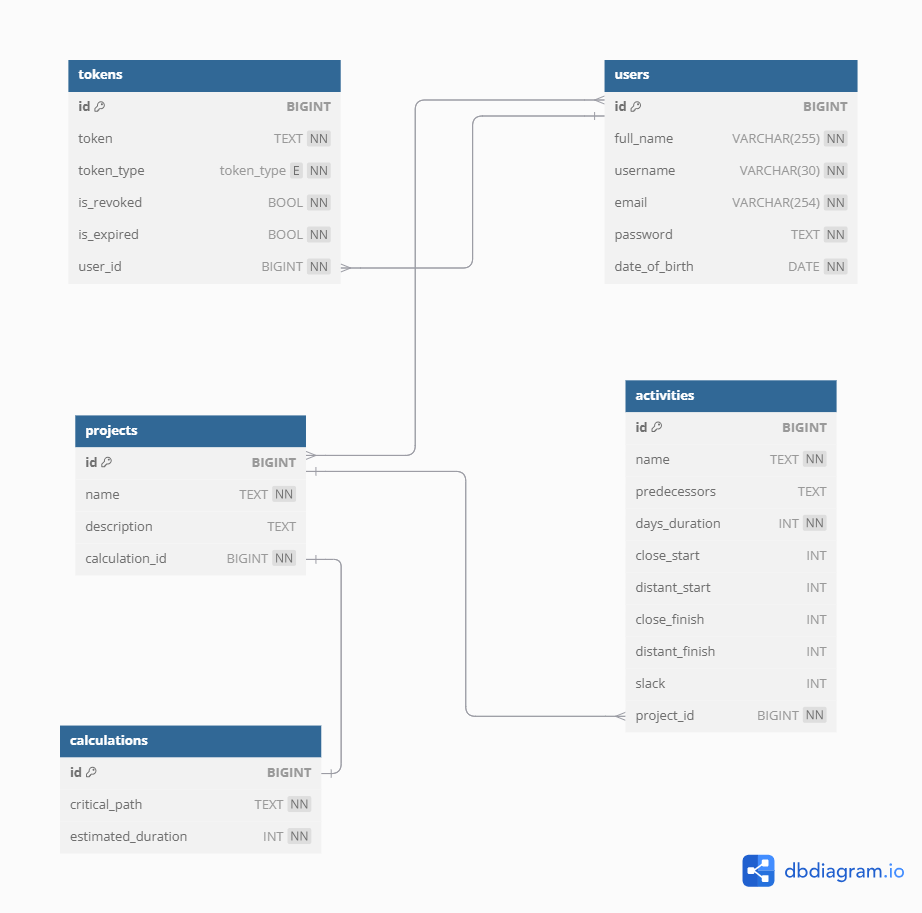 tokens
id BIGINT
token TEXT NN
token_type token_type E NN
is_revoked BOOL NN
is_expired BOOL NN
user_id BIGINT NN
users
id BIGINT
full_name VARCHAR(255) NN
username VARCHAR(30) NN
email VARCHAR(254) NN
password TEXT NN
date_of_birth DATE NN
projects
id BIGINT
name TEXT NN
description TEXT
calculation_id BIGINT NN
activities
id BIGINT
name TEXT NN
predecessors TEXT
days_duration INT NN
close_start INT
distant_start INT
close_finish INT
distant_finish INT
slack INT
project_id BIGINT NN
calculations
id BIGINT
critical_path TEXT NN
estimated_duration INT NN
dbdiagram.io